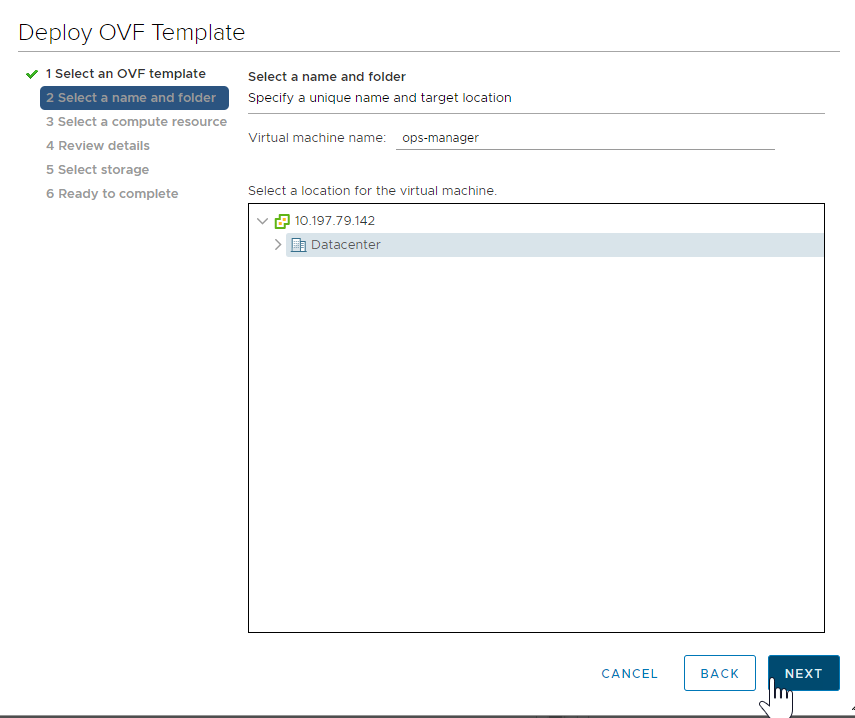 Deploy OVF Template
1 Select an OVF template
2 Select a name and folder
3 Select a compute resource
4 Review details
5 Select storage
6 Ready to complete
Select a name and folder
Specify a unique name and target location
Virtual machine name: ops-manager
Select a location for the virtual machine.
10.197.79.142
Datacenter
CANCEL BACK NEXT